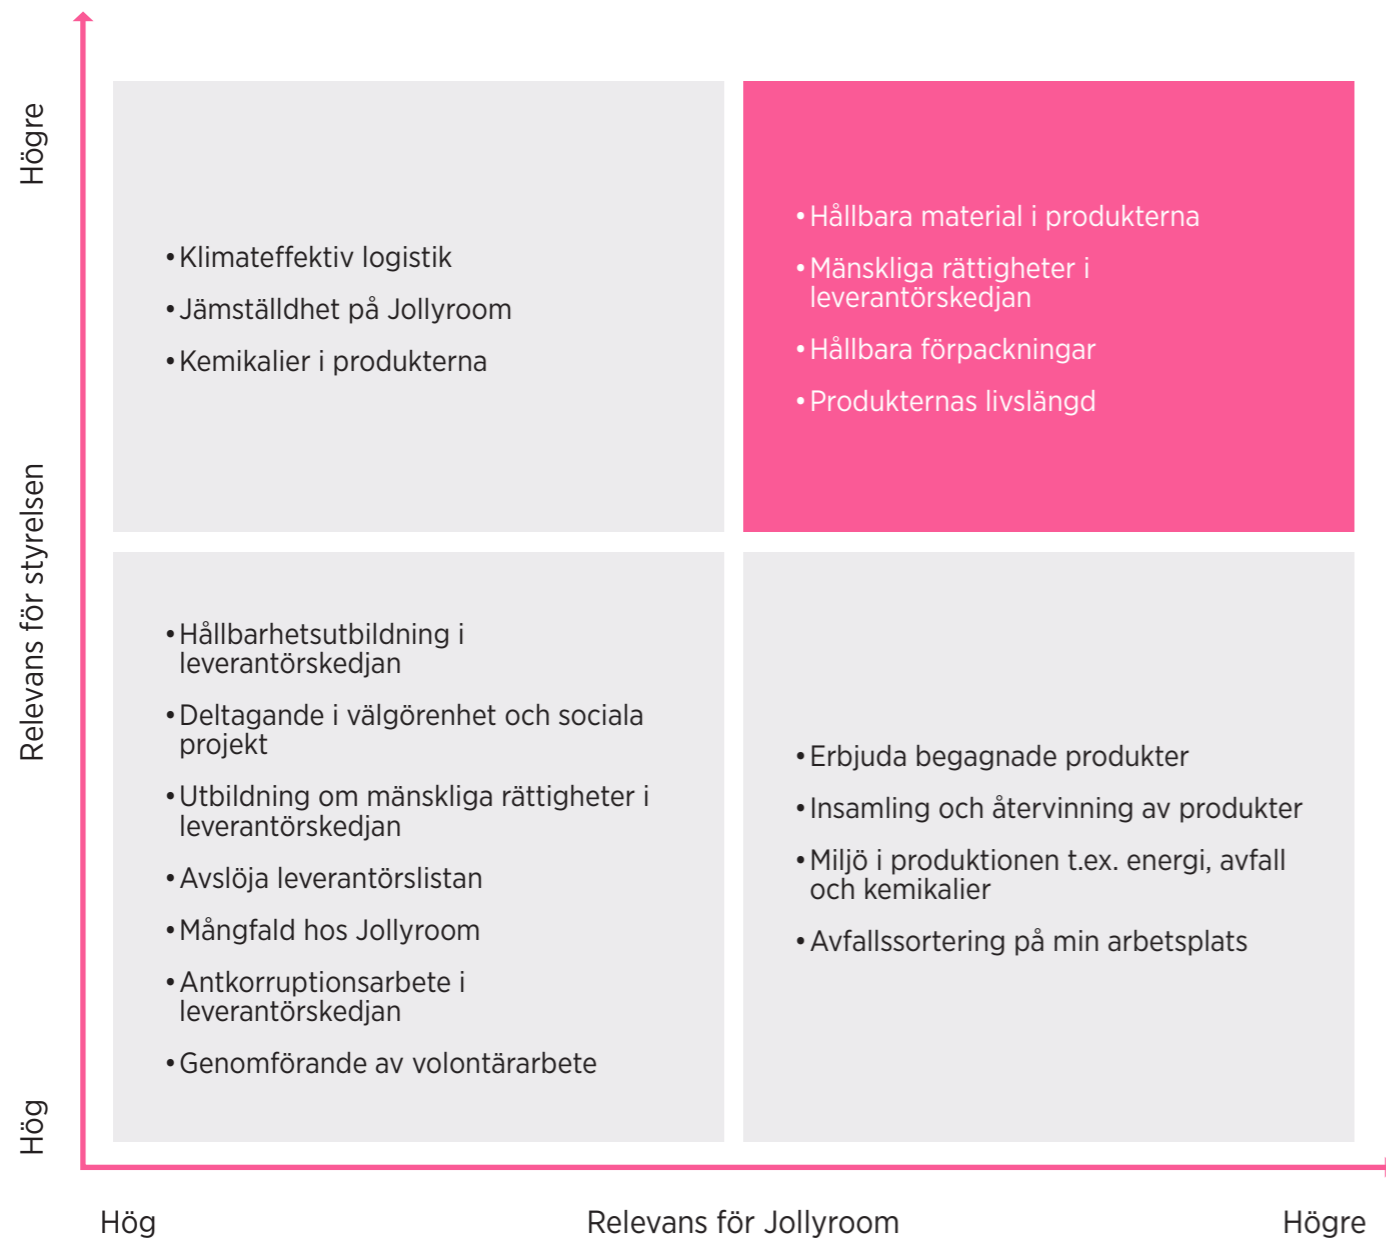 Högre
Relevans för styrelsen
Hög
• Klimateffektiv logistik
• Jämställdhet på Jollyroom
• Kemikalier i produkterna
• Hållbara material i produkterna
• Mänskliga rättigheter i
leverantörskedjan
• Hållbara förpackningar
• Produkternas livslängd
• Hållbarhetsutbildning i
leverantörskedjan
• Deltagande i välgörenhet och sociala
projekt
• Utbildning om mänskliga rättigheter i
leverantörskedjan
• Avslöja leverantörslistan
• Mångfald hos Jollyroom
• Antkorruptionsarbete i
leverantörskedjan
• Genomförande av volontärarbete
• Erbjuda begagnade produkter
• Insamling och återvinning av produkter
• Miljö i produktionen t.ex. energi, avfall
och kemikalier
• Avfallssortering på min arbetsplats
Hög
Relevans för Jollyroom
Högre